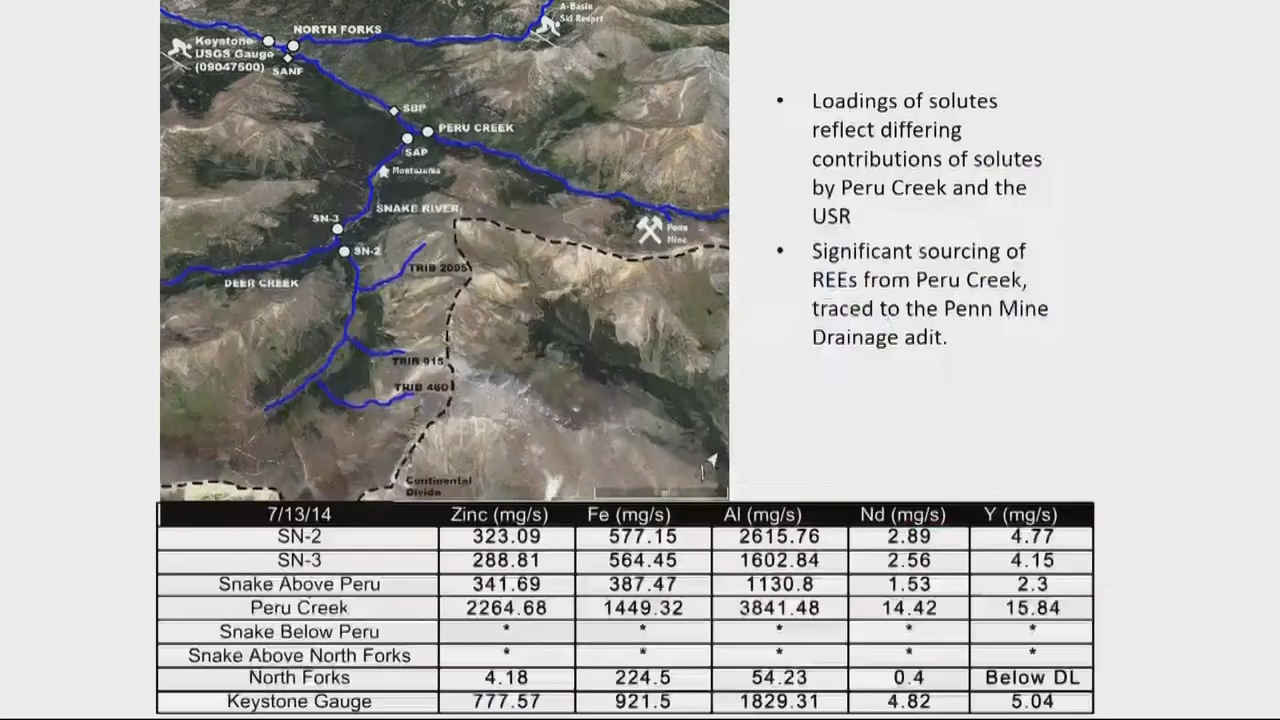 A-Basin
Ski Resort
NORTH FORKS
Keystone
USGS Gauge
(09047500)
SANF
SBP
PERU CREEK
SAP
Montezuma
SNAKE RIVER
SN-3
Penn
Mine
SN-2
TRIB 2095
DEER CREEK
TRIB 915
TRIB 460
Continental
Divide
• Loadings of solutes
reflect differing
contributions of solutes
by Peru Creek and the
USR
• Significant sourcing of
REEs from Peru Creek,
traced to the Penn Mine
Drainage adit.
7/13/14 Zinc (mg/s) Fe (mg/s) Al (mg/s) Nd (mg/s) Y (mg/s)
SN-2 323.09 577.15 2615.76 2.89 4.77
SN-3 288.81 564.45 1602.84 2.56 4.15
Snake Above Peru 341.69 387.47 1130.8 1.53 2.3
Peru Creek 2264.68 1449.32 3841.48 14.42 15.84
Snake Below Peru * * * * *
Snake Above North Forks * * * * *
North Forks 4.18 224.5 54.23 0.4 Below DL
Keystone Gauge 777.57 921.5 1829.31 4.82 5.04